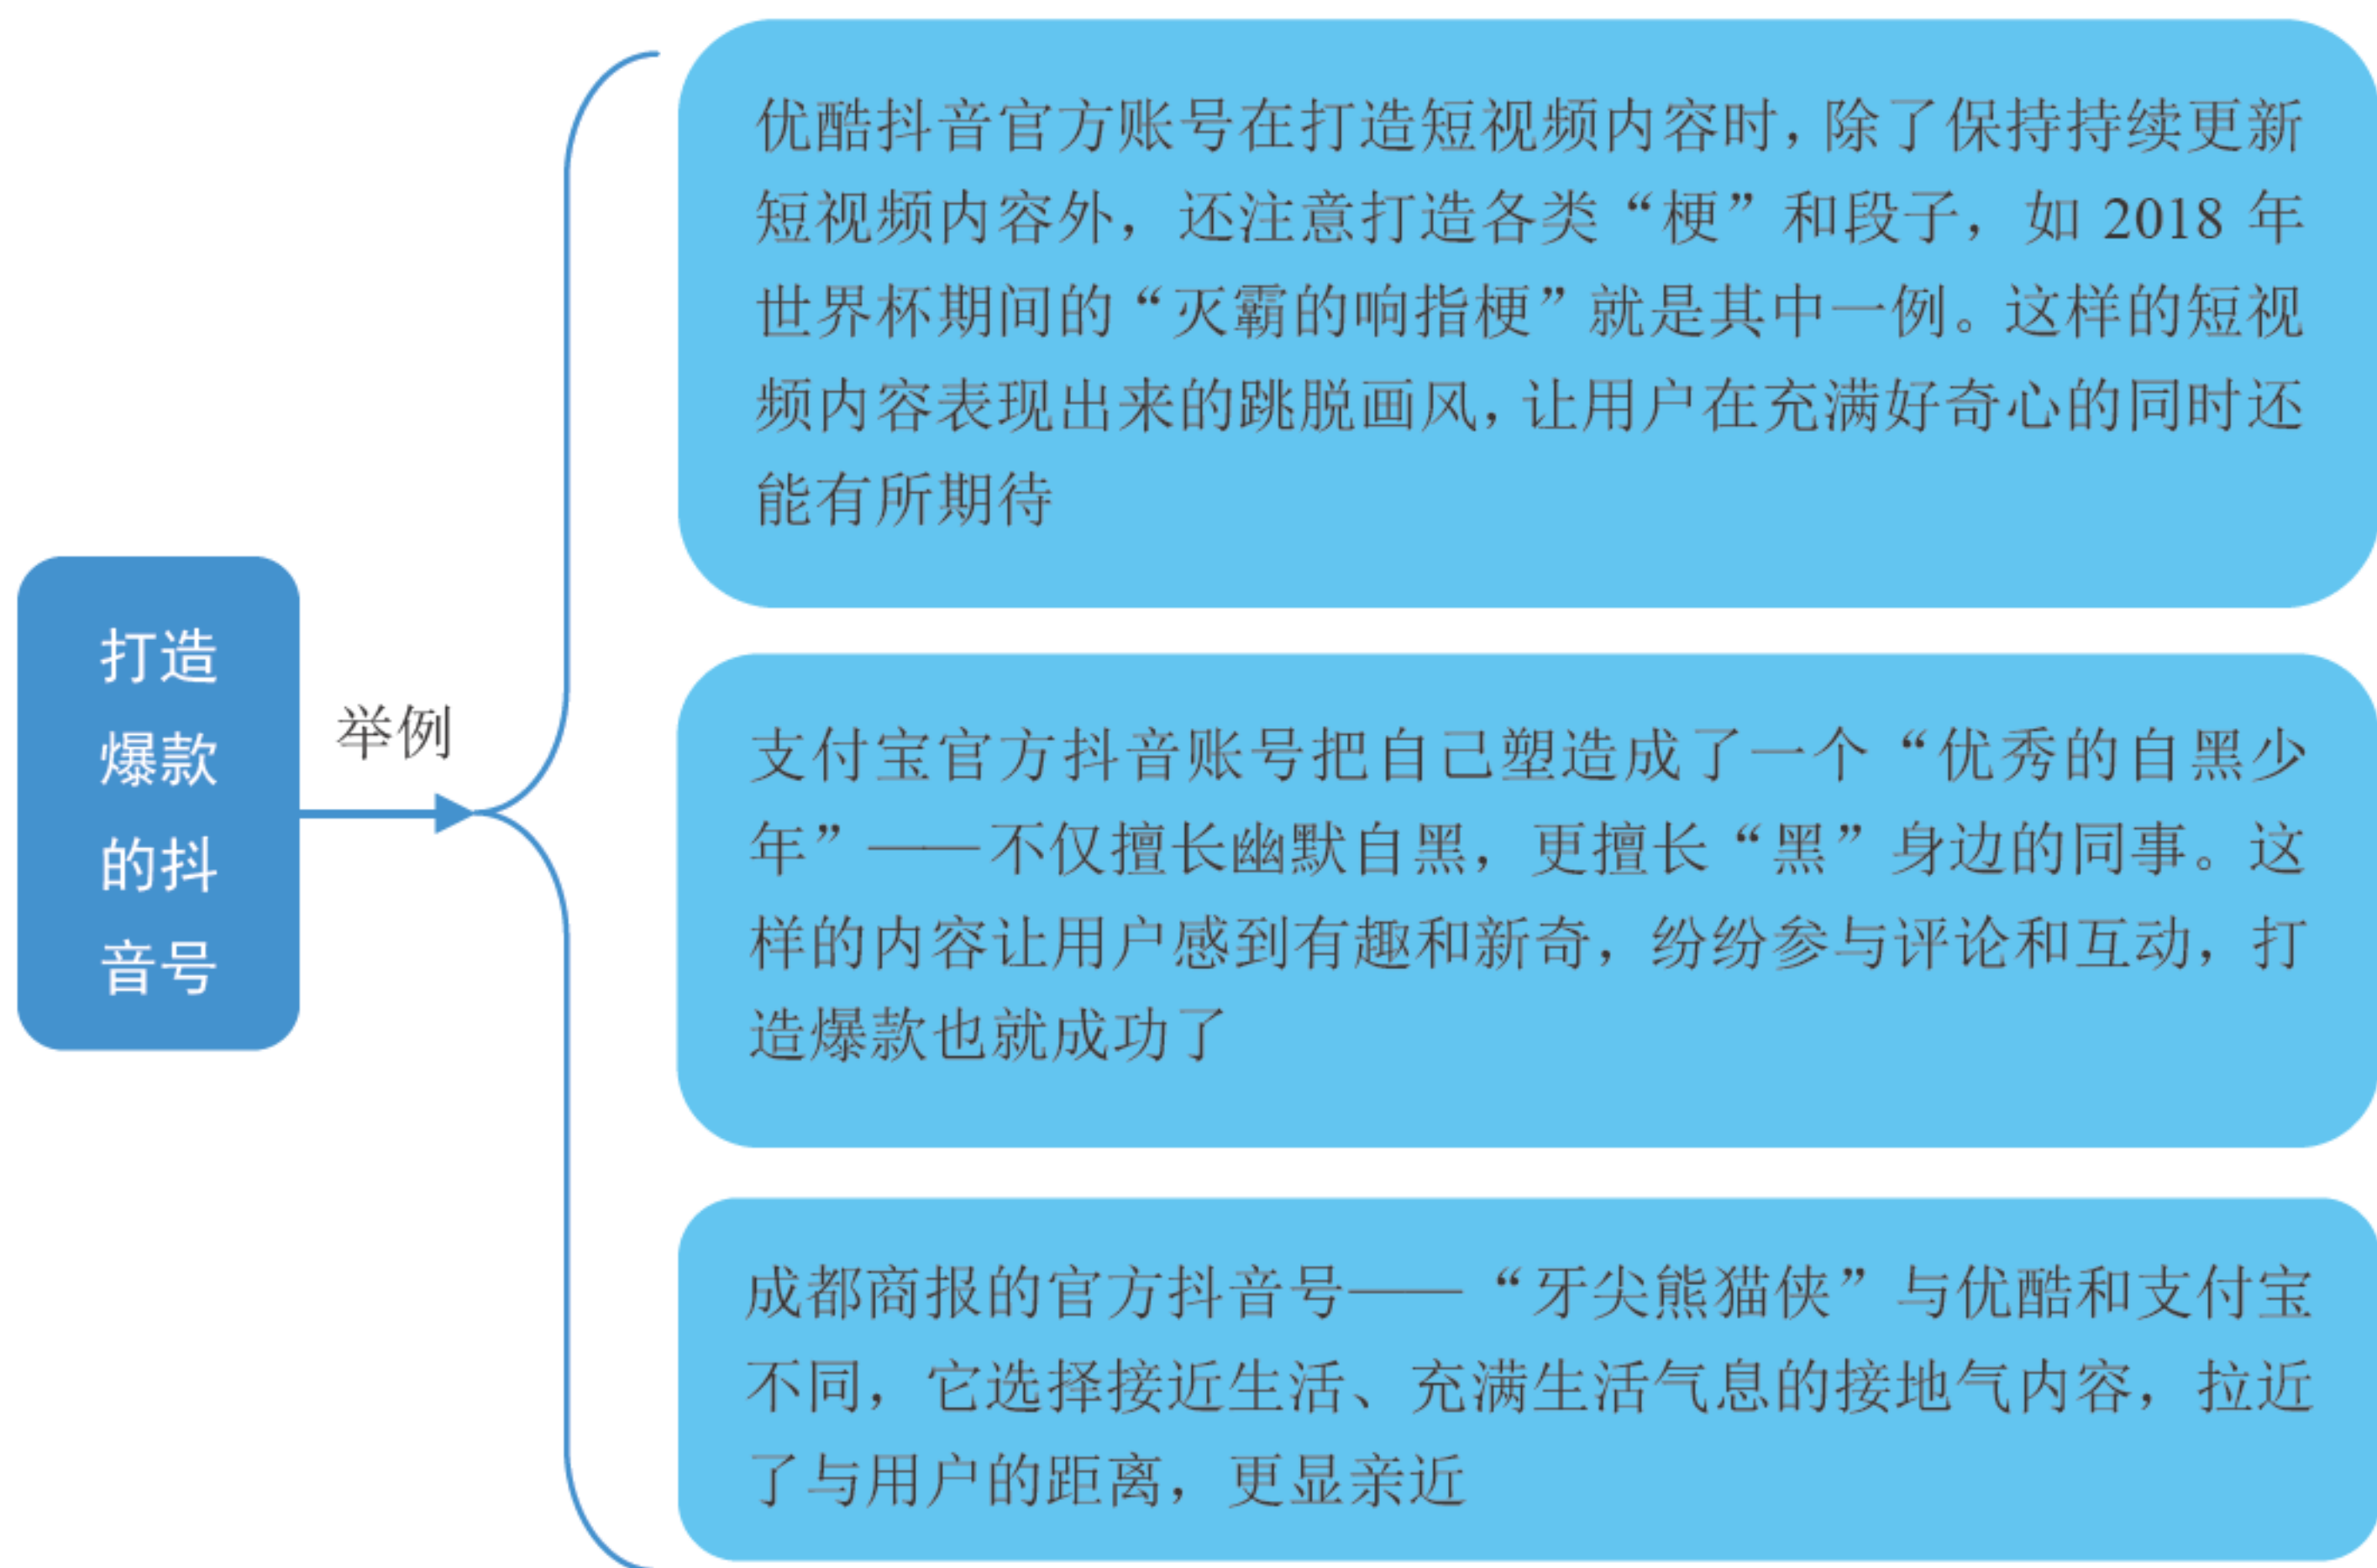 打造
爆款
的抖
音号
举例
优酷抖音官方账号在打造短视频内容时，除了保持持续更新
短视频内容外，还注意打造各类“梗”和段子，如 2018 年
世界杯期间的“灭霸的响指梗”就是其中一例。这样的短视
频内容表现出来的跳脱画风，让用户在充满好奇心的同时还
能有所期待
支付宝官方抖音账号把自己塑造成了一个“优秀的自黑少
年”——不仅擅长幽默自黑，更擅长“黑”身边的同事。这
样的内容让用户感到有趣和新奇，纷纷参与评论和互动，打
造爆款也就成功了
成都商报的官方抖音号——“牙尖熊猫侠”与优酷和支付宝
不同，它选择接近生活、充满生活气息的接地气内容，拉近
了与用户的距离，更显亲近